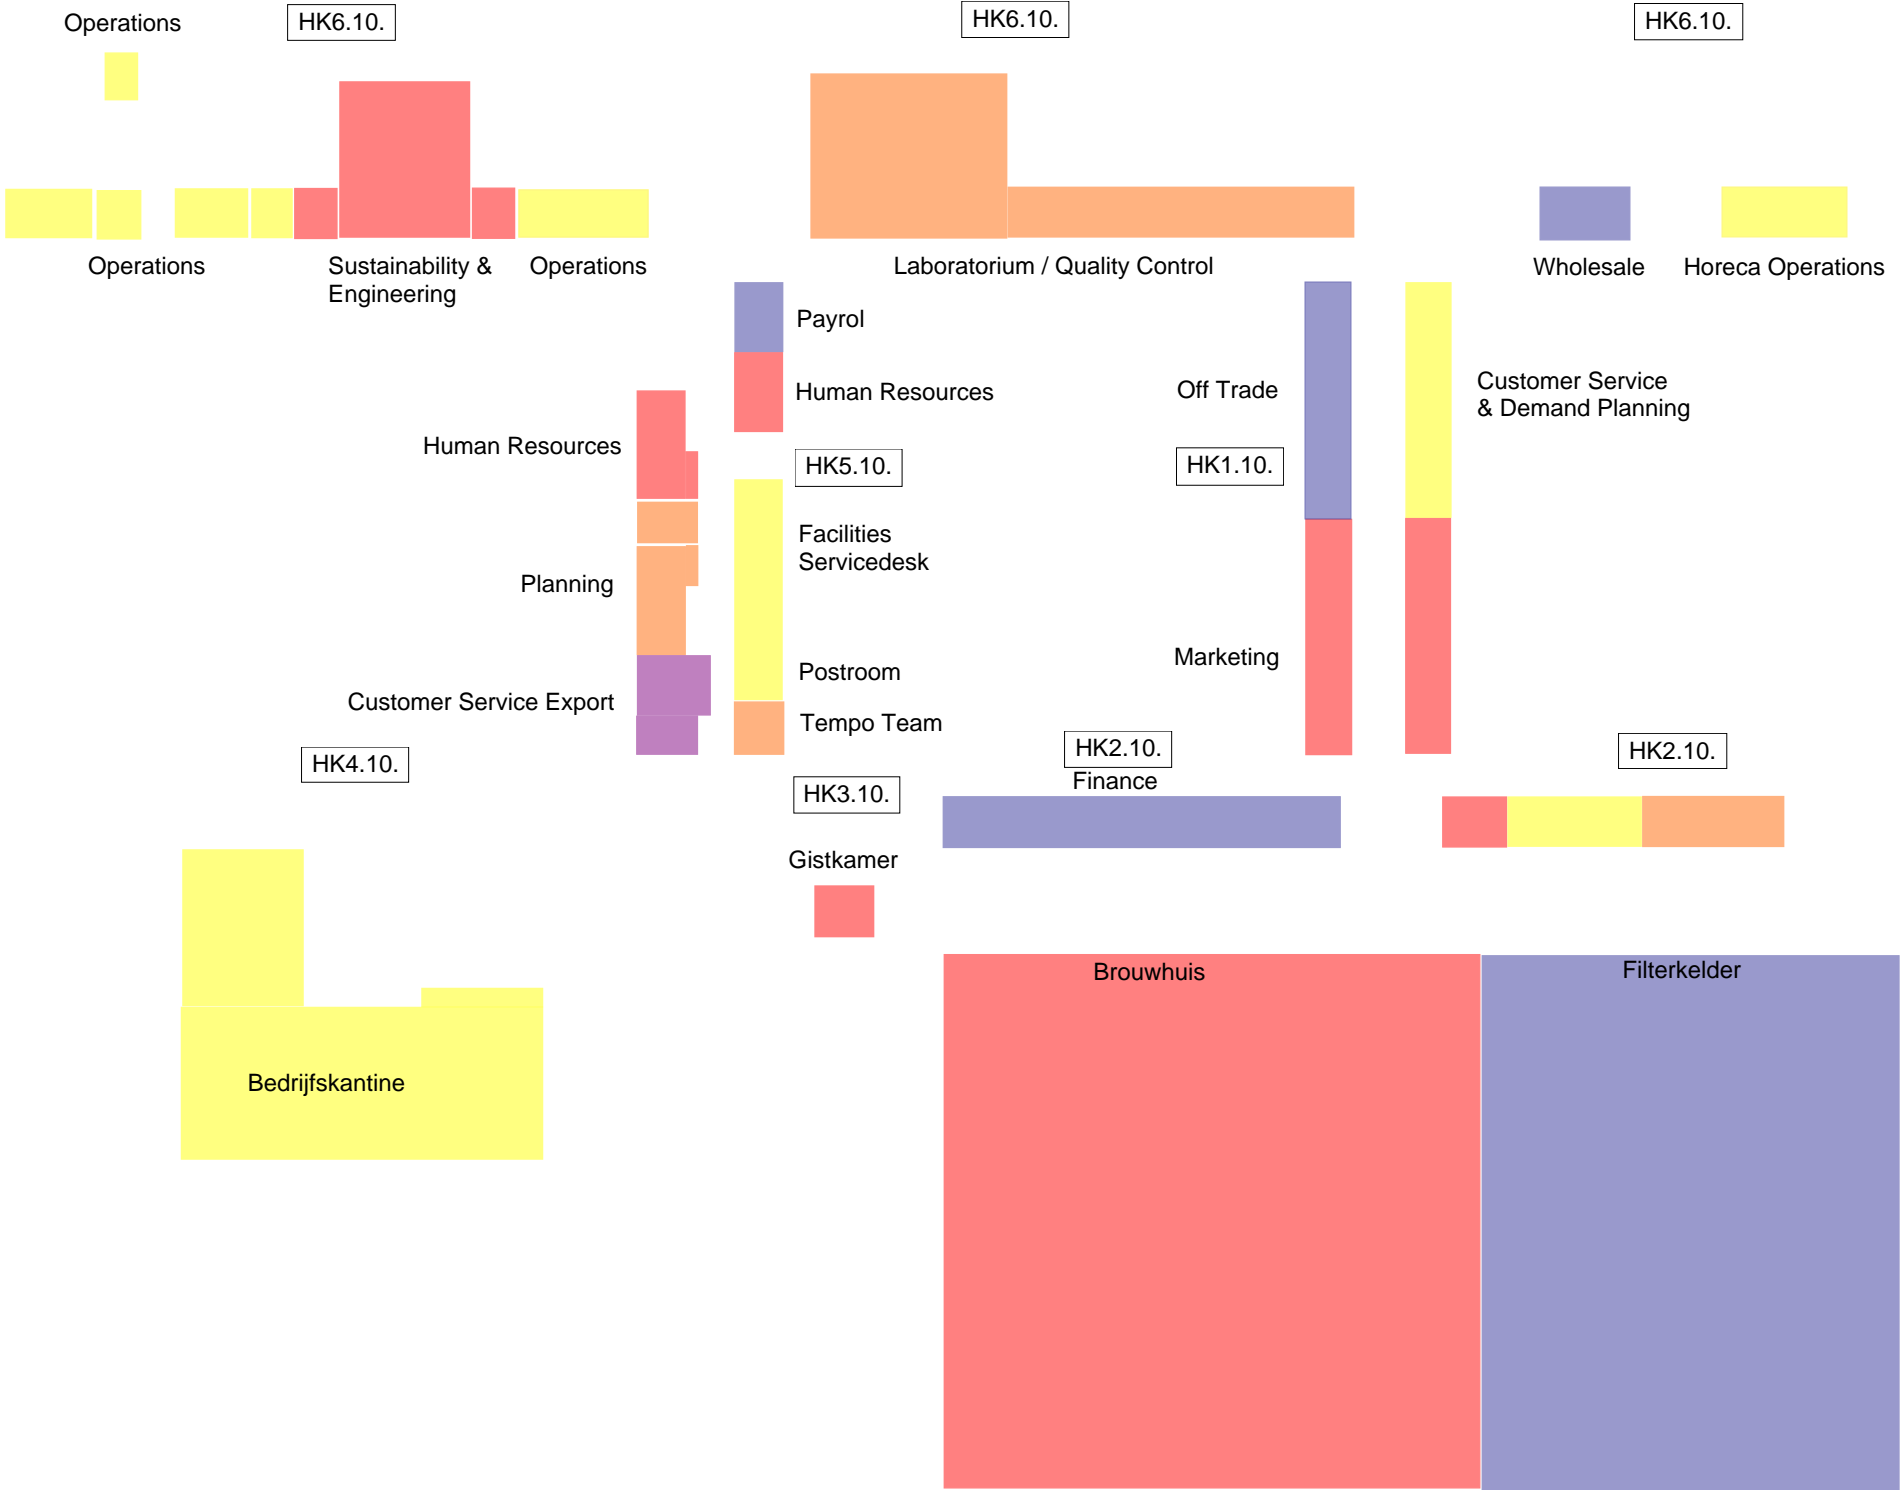 Operations
HK6.10.
HK6.10.
HK6.10.
Operations
Sustainability &
Engineering
Operations
Laboratorium / Quality Control
Wholesale
Horeca Operations
Payrol
Human Resources
Off Trade
Customer Service
& Demand Planning
Human Resources
HK5.10.
HK1.10.
Facilities
Servicedesk
Planning
Postroom
Marketing
Customer Service Export
Tempo Team
HK4.10.
HK2.10.
HK2.10.
Finance
HK3.10.
Gistkamer
Brouwhuis
Filterkelder
Bedrijfskantine